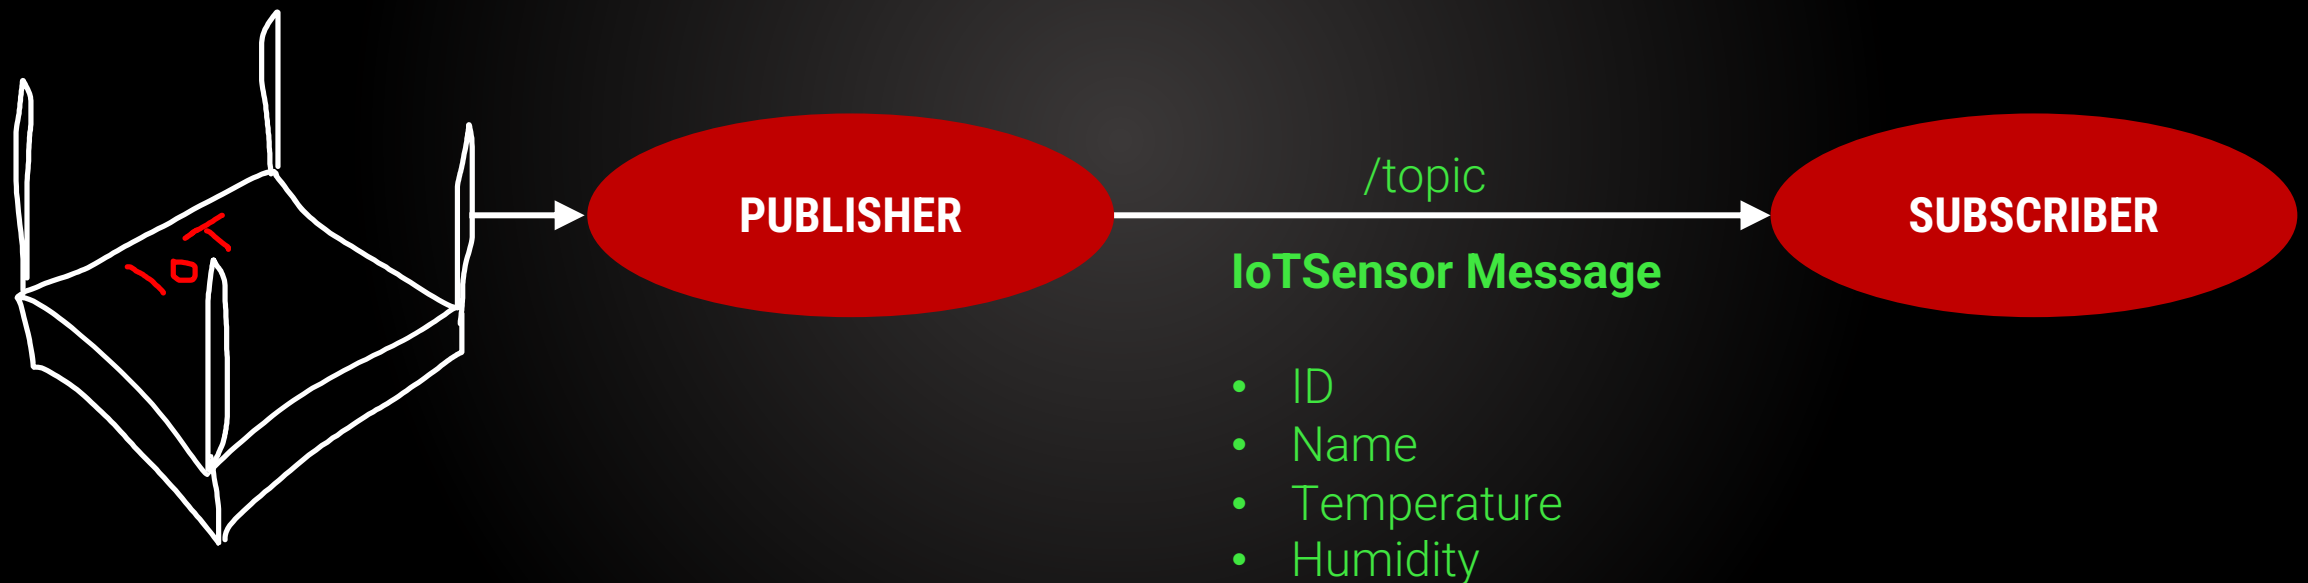 IoT
PUBLISHER
/topic
IoTSensor Message
SUBSCRIBER
• ID
• Name
• Temperature
• Humidity